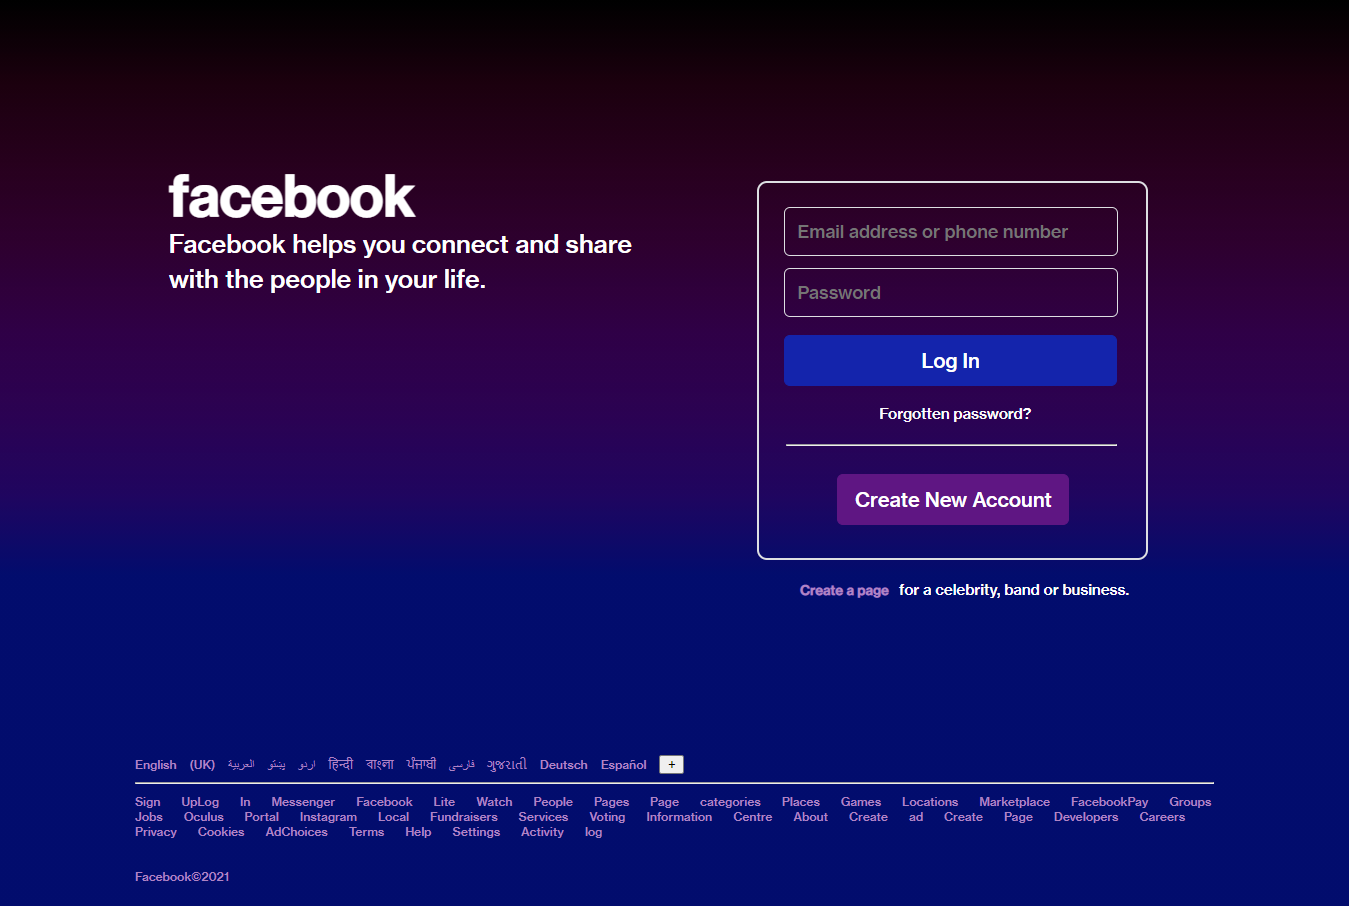 facebook
Facebook helps you connect and share
with the people in your life.
Email address or phone number
Password
Log In
Forgotten password?
Create New Account
Create a page for a celebrity, band or business.
English (UK) العربية پښتو اردو हिन्दी বাংলা ਪੰਜਾਬੀ فارسی ગુજરાતી Deutsch Español +
Sign UpLog In Messenger Facebook Lite Watch People Pages Page categories Places Games Locations Marketplace FacebookPay Groups
Jobs Oculus Portal Instagram Local Fundraisers Services Voting Information Centre About Create ad Create Page Developers Careers
Privacy Cookies AdChoices Terms Help Settings Activity log
Facebook©2021